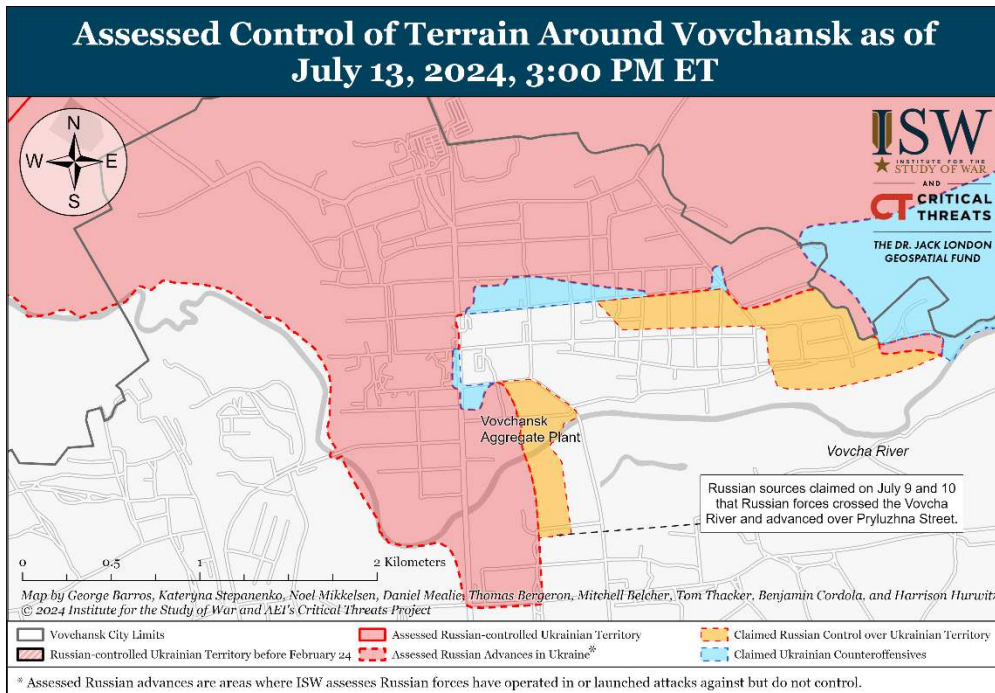 Assessed Control of Terrain Around Vovchansk as of
July 13, 2024, 3:00 PM ET
N
W E
S
ISW
INSTITUTE FOR THE
STUDY OF WAR
AND
CT CRITICAL
THREATS
THE DR. JACK LONDON
GEOSPATIAL FUND
Vovchansk
Aggregate Plant
Vovcha River
Russian sources claimed on July 9 and 10
that Russian forces crossed the Vovcha
River and advanced over Pryluzhna Street.
0 0.5 1 2 Kilometers
Map by George Barros, Kateryna Stepanenko, Noel Mikkelsen, Daniel Mealie, Thomas Bergeron, Mitchell Belcher, Tom Thacker, Benjamin Cordola, and Harrison Hurwitz
© 2024 Institute for the Study of War and AEI's Critical Threats Project
Vovchansk City Limits
Assessed Russian-controlled Ukrainian Territory
Claimed Russian Control over Ukrainian Territory
Russian-controlled Ukrainian Territory before February 24
Assessed Russian Advances in Ukraine*
Claimed Ukrainian Counteroffensives
* Assessed Russian advances are areas where ISW assesses Russian forces have operated in or launched attacks against but do not control.